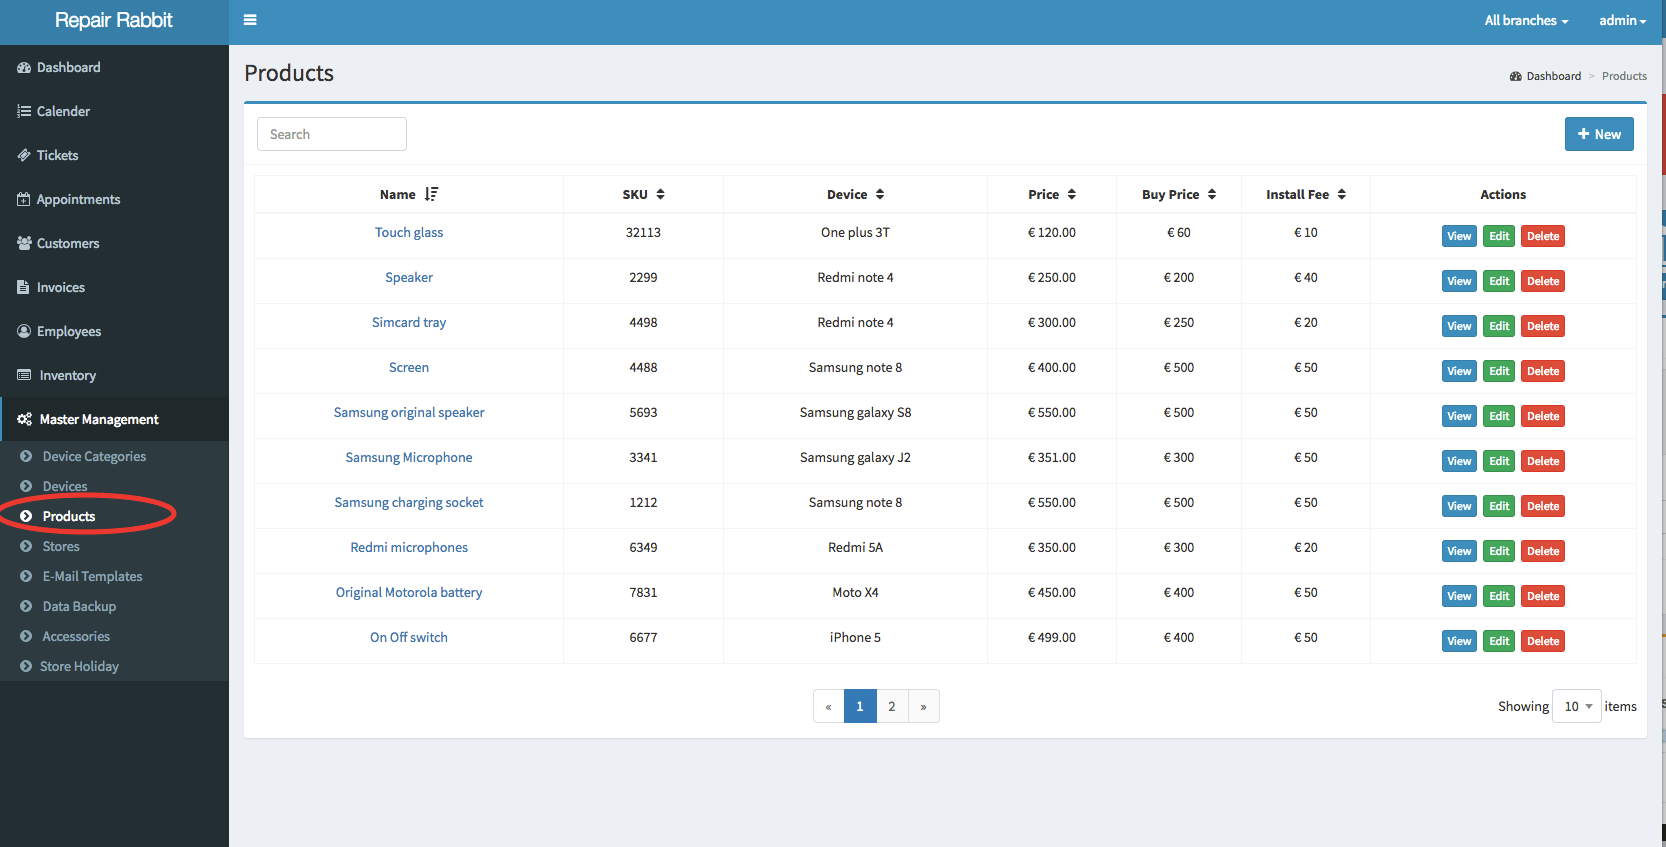 Repair Rabbit
All branches
admin
Dashboard
Calender
Tickets
Appointments
Customers
Invoices
Employees
Inventory
Master Management
Device Categories
Devices
Products
Stores
E-Mail Templates
Data Backup
Accessories
Store Holiday
Products
Dashboard > Products
Search
+ New
Name SKU Device Price Buy Price Install Fee Actions
Touch glass 32113 One plus 3T € 120.00 € 60 € 10 View Edit Delete
Speaker 2299 Redmi note 4 € 250.00 € 200 € 40 View Edit Delete
Simcard tray 4498 Redmi note 4 € 300.00 € 250 € 20 View Edit Delete
Screen 4488 Samsung note 8 € 400.00 € 500 € 50 View Edit Delete
Samsung original speaker 5693 Samsung galaxy S8 € 550.00 € 500 € 50 View Edit Delete
Samsung Microphone 3341 Samsung galaxy J2 € 351.00 € 300 € 50 View Edit Delete
Samsung charging socket 1212 Samsung note 8 € 550.00 € 500 € 50 View Edit Delete
Redmi microphones 6349 Redmi 5A € 350.00 € 300 € 20 View Edit Delete
Original Motorola battery 7831 Moto X4 € 450.00 € 400 € 50 View Edit Delete
On Off switch 6677 iPhone 5 € 499.00 € 400 € 50 View Edit Delete
« 1 2 »
Showing 10 items